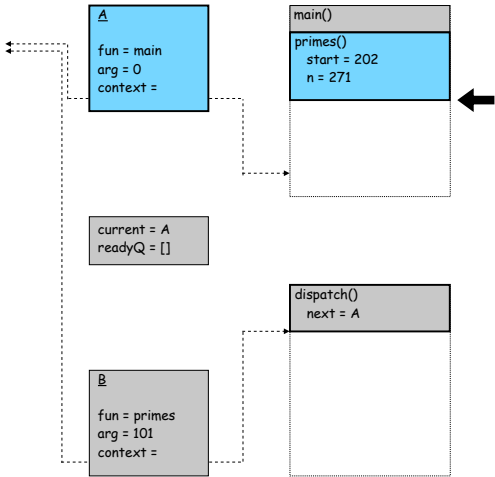 A
fun = main
arg = 0
context =
main()
primes()
start = 202
n = 271
current = A
readyQ = []
dispatch()
next = A
B
fun = primes
arg = 101
context =